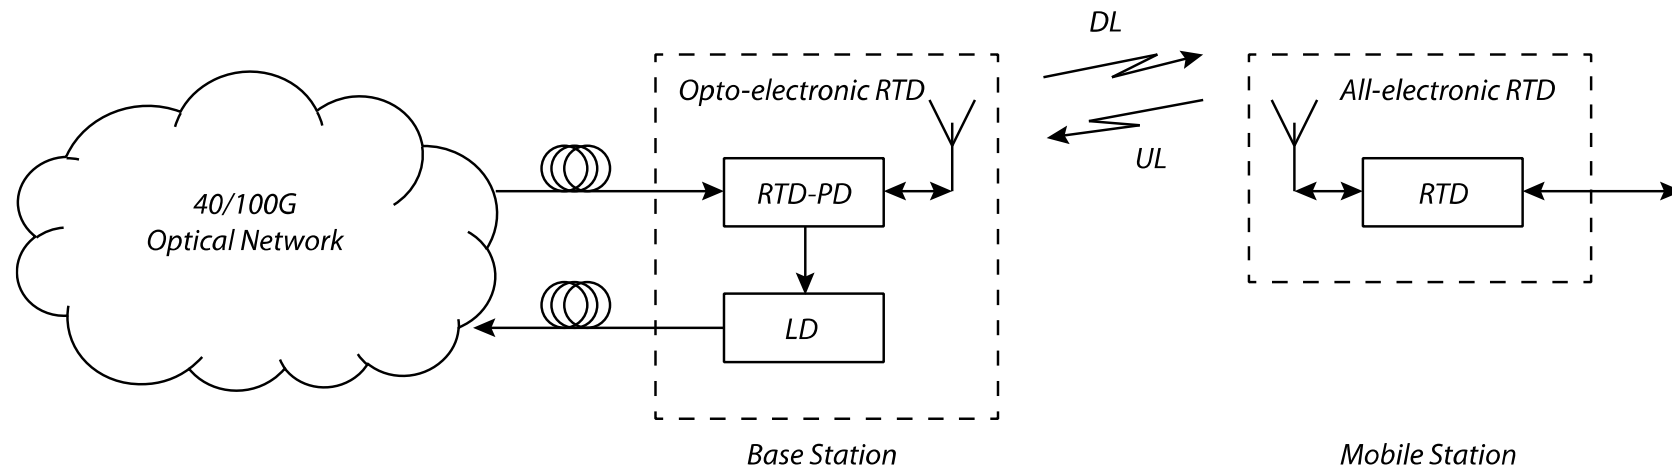 DL
Opto-electronic RTD
All-electronic RTD
UL
40/100G
Optical Network
RTD-PD
RTD
LD
Base Station
Mobile Station